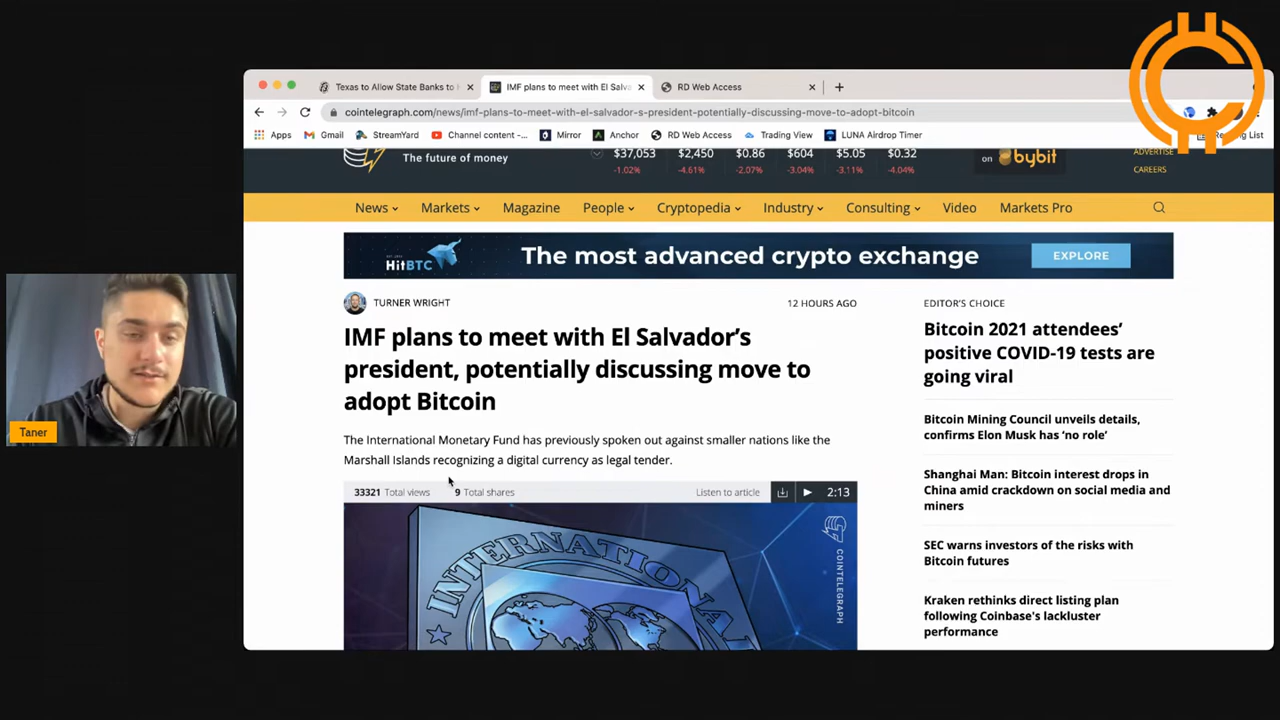 Texas to Allow State Banks to
IMF plans to meet with El Salva
RD Web Access
cointelegraph.com/news/imf-plans-to-meet-with-el-salvador-s-president-potentially-discussing-move-to-adopt-bitcoin
Apps
Gmail
StreamYard
Channel content -...
Mirror
Anchor
RD Web Access
Trading View
LUNA Airdrop Timer
Reading List
The future of money
$37,053 $2,450 $0.86 $604 $5.05 $0.32
-1.02% -4.61% -2.07% -3.04% -3.11% -4.04%
on bybit
ADVERTISE
CAREERS
News Markets Magazine People Cryptopedia Industry Consulting Video Markets Pro
HitBTC
The most advanced crypto exchange
EXPLORE
TURNER WRIGHT
12 HOURS AGO
IMF plans to meet with El Salvador’s
president, potentially discussing move to
adopt Bitcoin
The International Monetary Fund has previously spoken out against smaller nations like the
Marshall Islands recognizing a digital currency as legal tender.
33321 Total views 9 Total shares
Listen to article
2:13
INTERNATIONAL
COINTELEGRAPH
EDITOR’S CHOICE
Bitcoin 2021 attendees’
positive COVID-19 tests are
going viral
Bitcoin Mining Council unveils details,
confirms Elon Musk has ‘no role’
Shanghai Man: Bitcoin interest drops in
China amid crackdown on social media and
miners
SEC warns investors of the risks with
Bitcoin futures
Kraken rethinks direct listing plan
following Coinbase's lackluster
performance
Taner